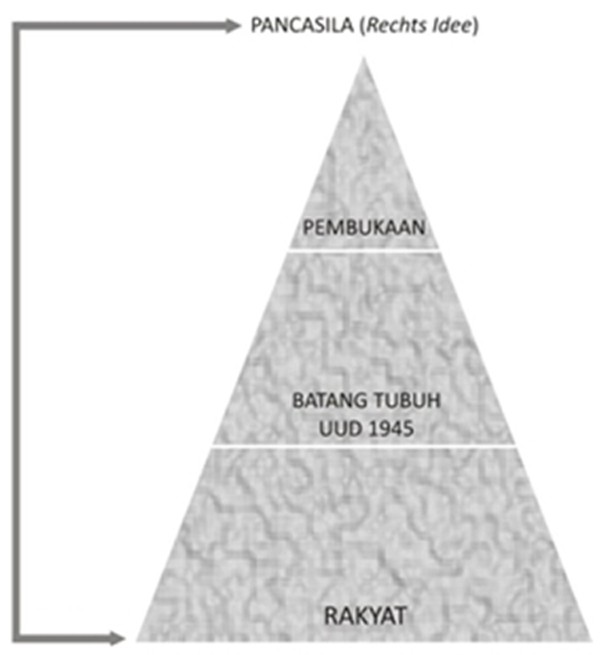 PANCASILA (Rechts Idee)
PEMBUKAAN
BATANG TUBUH
UUD 1945
RAKYAT